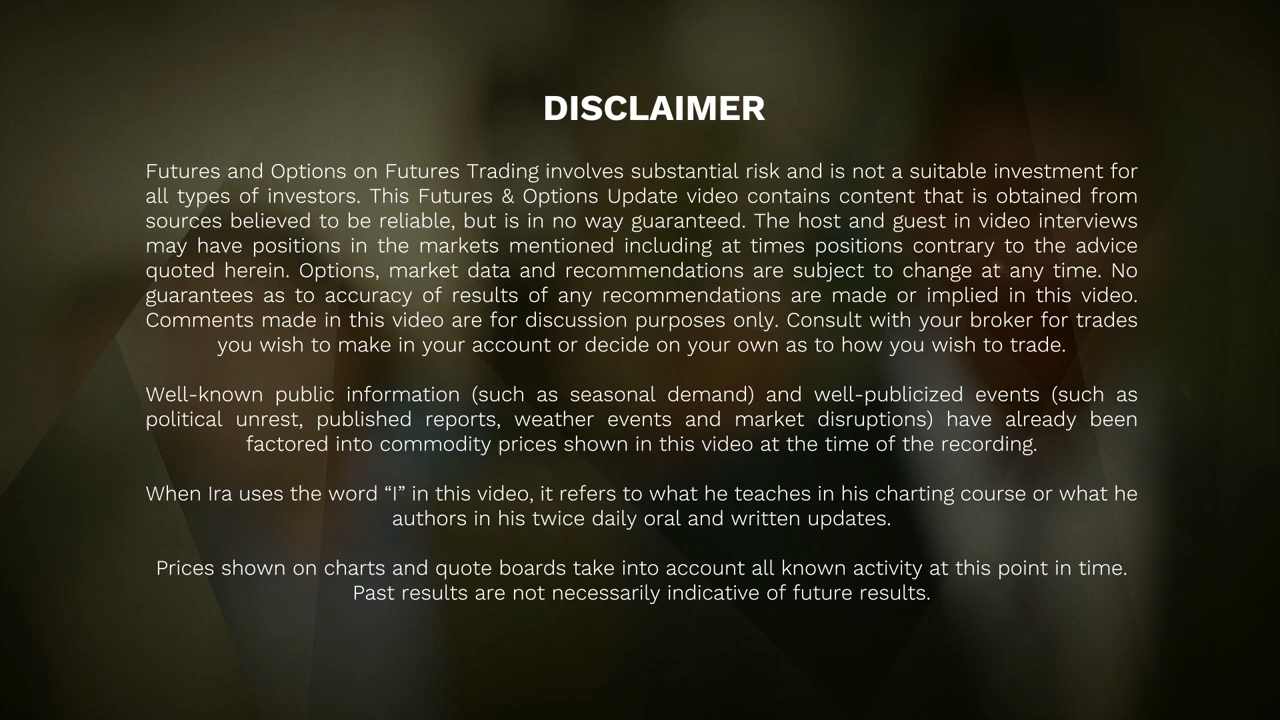 DISCLAIMER
Futures and Options on Futures Trading involves substantial risk and is not a suitable investment for
all types of investors. This Futures & Options Update video contains content that is obtained from
sources believed to be reliable, but is in no way guaranteed. The host and guest in video interviews
may have positions in the markets mentioned including at times positions contrary to the advice
quoted herein. Options, market data and recommendations are subject to change at any time. No
guarantees as to accuracy of results of any recommendations are made or implied in this video.
Comments made in this video are for discussion purposes only. Consult with your broker for trades
you wish to make in your account or decide on your own as to how you wish to trade.
Well-known public information (such as seasonal demand) and well-publicized events (such as
political unrest, published reports, weather events and market disruptions) have already been
factored into commodity prices shown in this video at the time of the recording.
When Ira uses the word “I” in this video, it refers to what he teaches in his charting course or what he
authors in his twice daily oral and written updates.
Prices shown on charts and quote boards take into account all known activity at this point in time.
Past results are not necessarily indicative of future results.